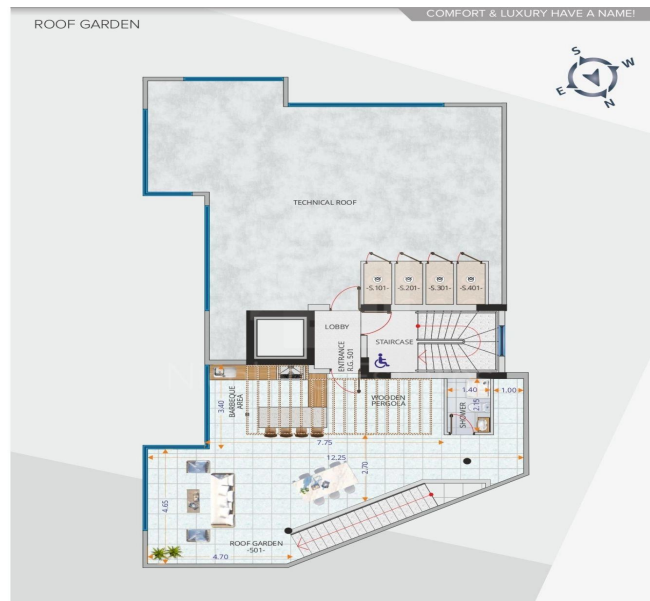 COMFORT & LUXURY HAVE A NAME!
ROOF GARDEN
S
W
E
N
TECHNICAL ROOF
-S.101-
-S.201-
-S.301-
-S.401-
LOBBY
STAIRCASE
ENTRANCE
R.G. 501
BARBEQUE
AREA
3.40
WOODEN
PERGOLA
1.40
1.00
SHOWER
2.15
7.75
12.25
2.70
4.65
ROOF GARDEN
-501-
4.70